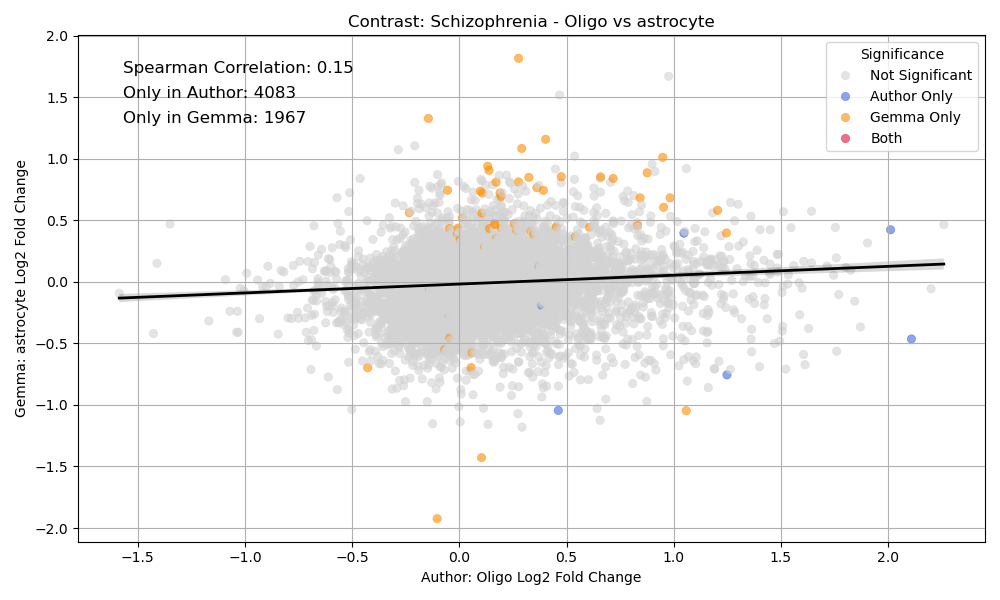 Contrast: Schizophrenia - Oligo vs astrocyte
Spearman Correlation: 0.15
Only in Author: 4083
Only in Gemma: 1967
Significance
Not Significant
Author Only
Gemma Only
Both
Gemma: astrocyte Log2 Fold Change
2.0
1.5
1.0
0.5
0.0
−0.5
−1.0
−1.5
−2.0
−1.5 −1.0 −0.5 0.0 0.5 1.0 1.5 2.0
Author: Oligo Log2 Fold Change